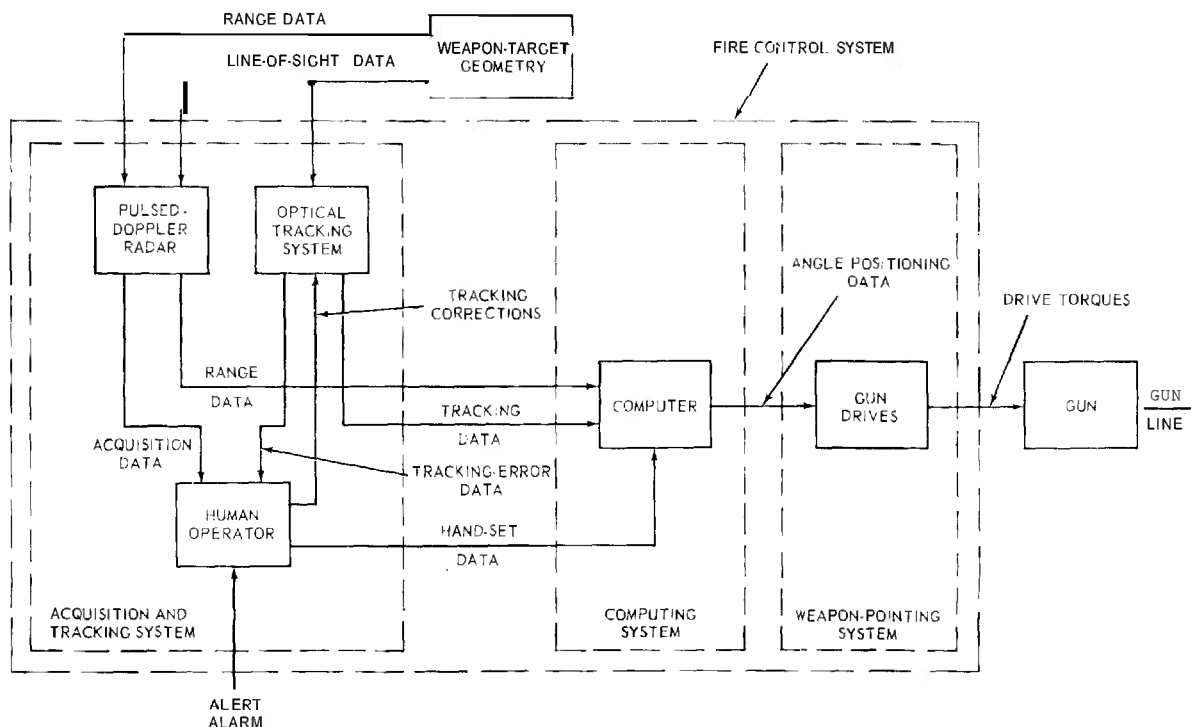 RANGE DATA
WEAPON-TARGET
GEOMETRY
LINE-OF-SIGHT DATA
FIRE CONTROL SYSTEM
PULSED-
DOPPLER
RADAR
OPTICAL
TRACKING
SYSTEM
TRACKING
CORRECTIONS
ANGLE POSITIONING
DATA
DRIVE TORQUES
RANGE
DATA
COMPUTER
GUN
DRIVES
GUN
GUN
LINE
TRACKING
DATA
ACQUISITION
DATA
TRACKING-ERROR
DATA
HUMAN
OPERATOR
HAND-SET
DATA
ACQUISITION AND
TRACKING SYSTEM
COMPUTING
SYSTEM
WEAPON-POINTING
SYSTEM
ALERT
ALARM